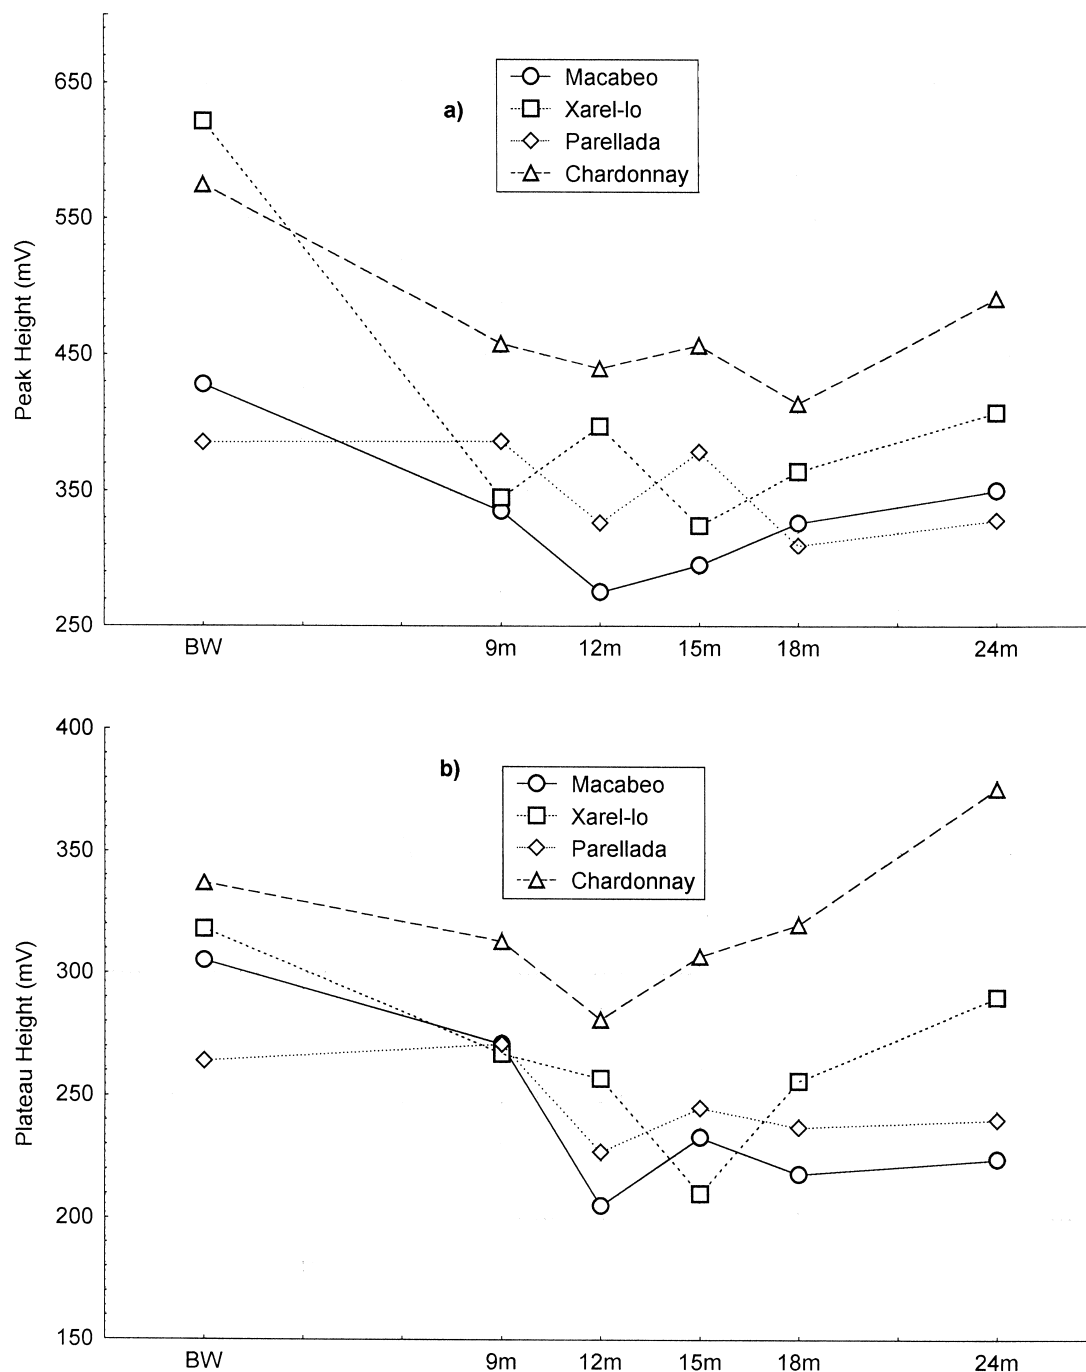 650
550
450
350
250
Peak Height (mV)
a)
Macabeo
Xarel-lo
Parellada
Chardonnay
BW 9m 12m 15m 18m 24m
400
350
300
250
200
150
Plateau Height (mV)
b)
Macabeo
Xarel-lo
Parellada
Chardonnay
BW 9m 12m 15m 18m 24m